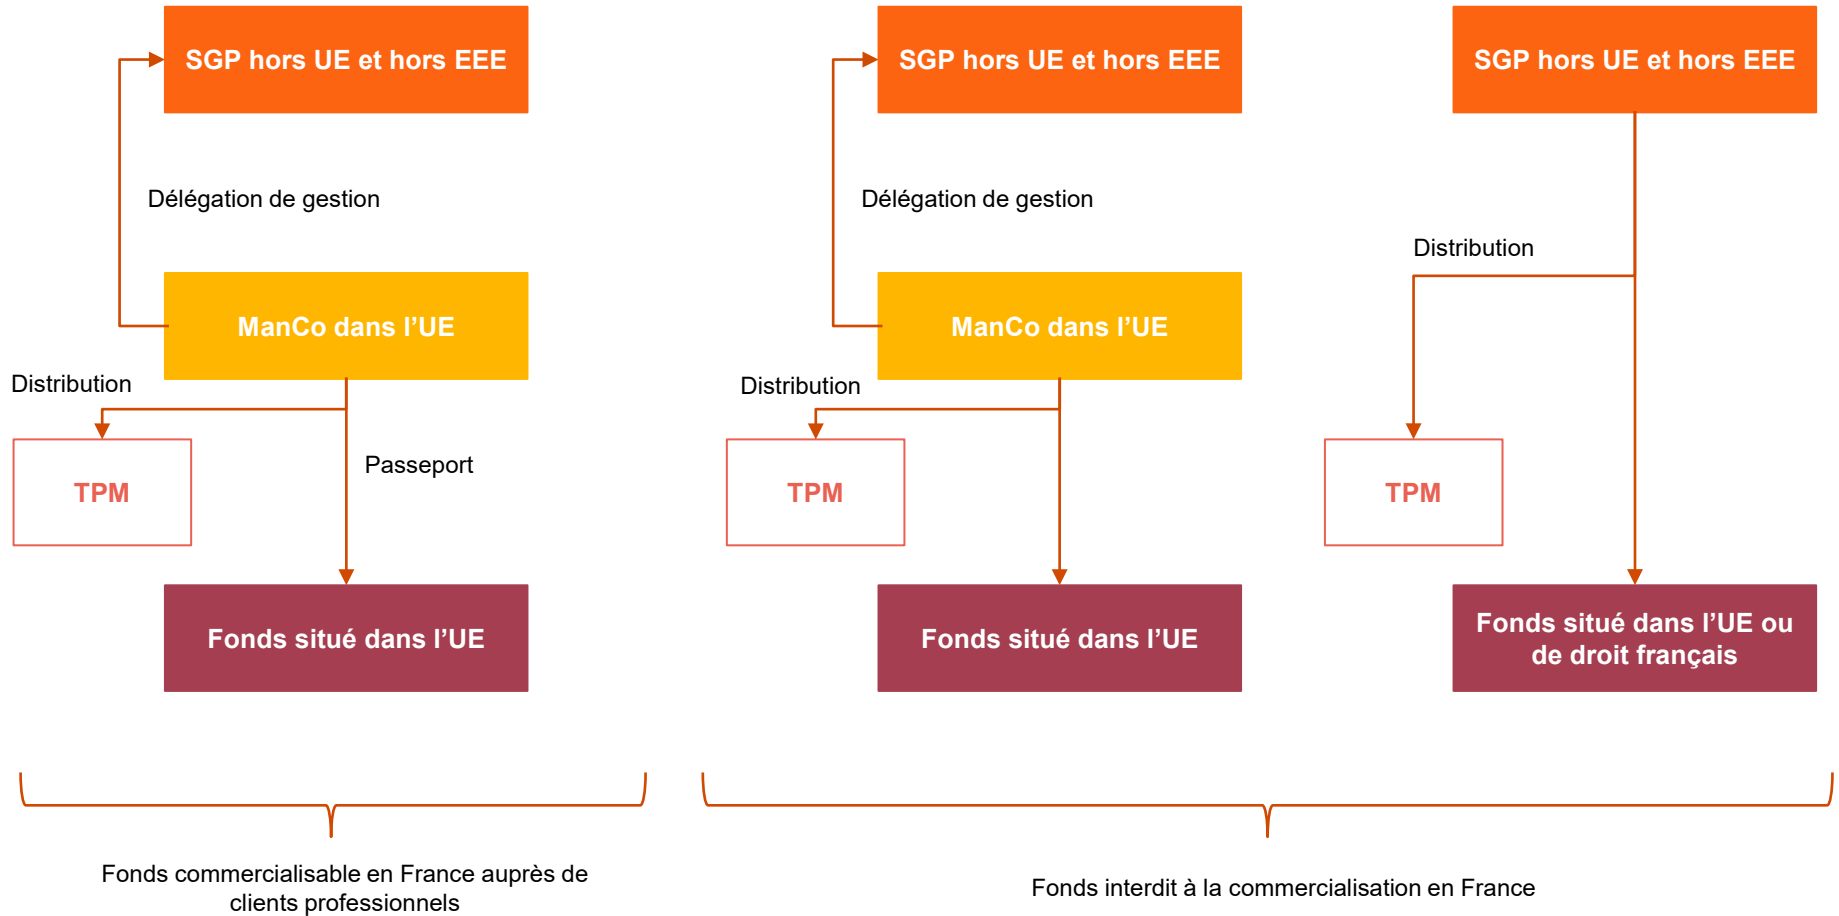 SGP hors UE et hors EEE
SGP hors UE et hors EEE
SGP hors UE et hors EEE
Délégation de gestion
Délégation de gestion
Distribution
ManCo dans l’UE
ManCo dans l’UE
Distribution
Distribution
Passeport
TPM
TPM
TPM
Fonds situé dans l’UE
Fonds situé dans l’UE
Fonds situé dans l’UE ou
de droit français
Fonds commercialisable en France auprès de
clients professionnels
Fonds interdit à la commercialisation en France